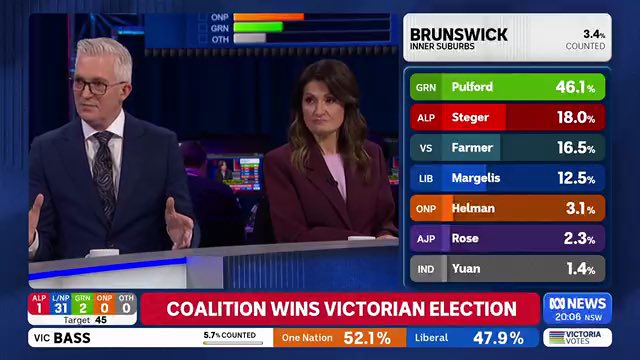 ONP
GRN
OTH
BRUNSWICK
INNER SUBURBS
3.4%
COUNTED
GRN Pulford 46.1%
ALP Steger 18.0%
VS Farmer 16.5%
LIB Margelis 12.5%
ONP Helman 3.1%
AJP Rose 2.3%
IND Yuan 1.4%
ALP L/NP GRN ONP OTH
1 31 2 0 0
Target 45
COALITION WINS VICTORIAN ELECTION
ABC NEWS
20:06 NSW
VIC BASS 5.7% COUNTED One Nation 52.1% Liberal 47.9%
VICTORIA
VOTES